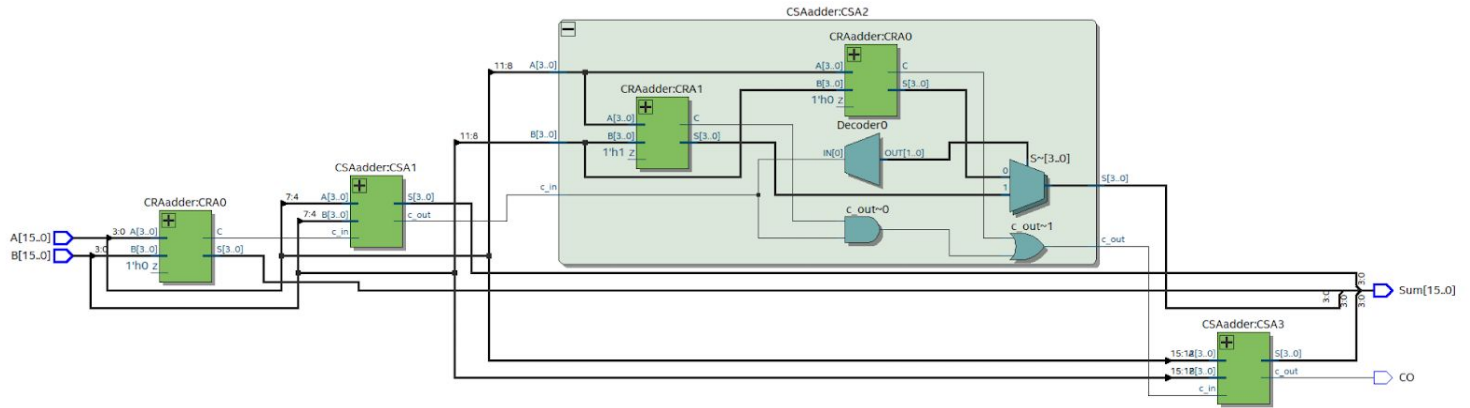 CSAadder:CSA2
CRAadder:CRA0
11:8 A[3..0]
A[3..0] C
B[3..0] S[3..0]
1'h0 z
CRAadder:CRA1
A[3..0] C
B[3..0] S[3..0]
1'h1 z
11:8 B[3..0]
Decoder0
IN[0] OUT[1..0]
S~[3..0]
0
1
S[3..0]
c_in
c_out~0
c_out~1
c_out
CSAadder:CSA1
7:4 A[3..0] S[3..0]
7:4 B[3..0] c_out
c_in
CRAadder:CRA0
A[15..0] 3:0 A[3..0] C
B[15..0] 3:0 B[3..0] S[3..0]
1'h0 z
3:0
3:0
3:0
3:0
Sum[15..0]
CSAadder:CSA3
[3..0] S[3..0]
[3..0] c_out
c_in
CO